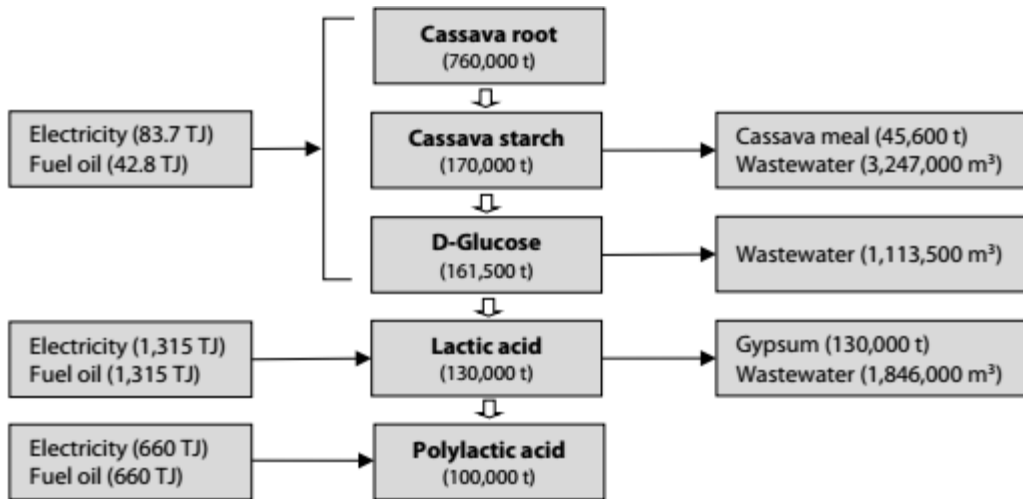 Cassava root
(760,000 t)
Electricity (83.7 TJ)
Fuel oil (42.8 TJ)
Cassava starch
(170,000 t)
Cassava meal (45,600 t)
Wastewater (3,247,000 m³)
D-Glucose
(161,500 t)
Wastewater (1,113,500 m³)
Electricity (1,315 TJ)
Fuel oil (1,315 TJ)
Lactic acid
(130,000 t)
Gypsum (130,000 t)
Wastewater (1,846,000 m³)
Electricity (660 TJ)
Fuel oil (660 TJ)
Polylactic acid
(100,000 t)